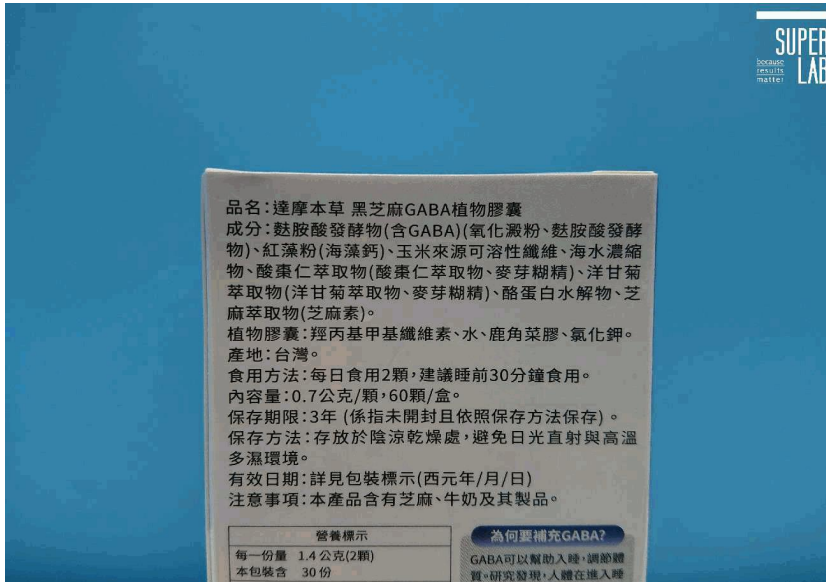 SUPER
LAB
because
results
matter
品名:達摩本草 黑芝麻GABA植物膠囊
成分:麩胺酸發酵物(含GABA)(氧化澱粉、麩胺酸發酵
物)、紅藻粉(海藻鈣)、玉米來源可溶性纖維、海水濃縮
物、酸棗仁萃取物(酸棗仁萃取物、麥芽糊精)、洋甘菊
萃取物(洋甘菊萃取物、麥芽糊精)、酪蛋白水解物、芝
麻萃取物(芝麻素)。
植物膠囊:羥丙基甲基纖維素、水、鹿角菜膠、氯化鉀。
產地:台灣。
食用方法:每日食用2顆,建議睡前30分鐘食用。
內容量:0.7公克/顆,60顆/盒。
保存期限:3年 (係指未開封且依照保存方法保存)。
保存方法:存放於陰涼乾燥處,避免日光直射與高溫
多濕環境。
有效日期:詳見包裝標示(西元年/月/日)
注意事項:本產品含有芝麻、牛奶及其製品。
營養標示
每一份量 1.4 公克(2顆)
本包裝含 30 份
為何要補充GABA?
GABA可以幫助入睡,調節體
質。研究發現,人體在進入睡